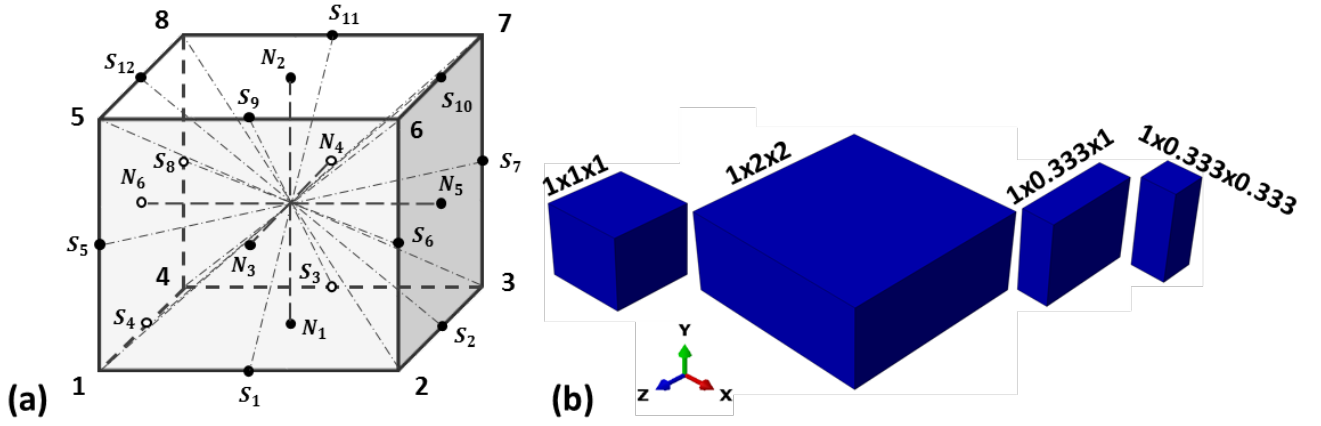 8
S₁₁
7
S₁₂
N₂
S₁₀
5
S₉
6
N₄
S₈
S₇
N₆
N₅
S₅
S₆
N₃
S₃
4
3
S₄
N₁
S₂
1
S₁
2
(a)
1x1x1
1x2x2
1x0.333x1
1x0.333x0.333
Y
Z
X
(b)